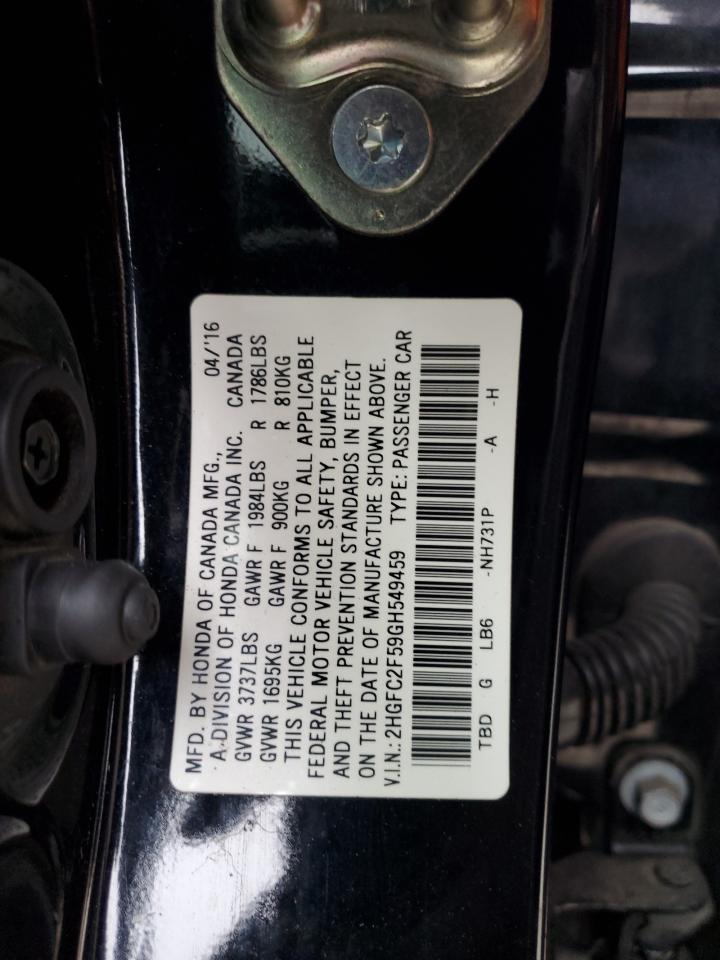 MFD. BY HONDA OF CANADA MFG., 04/'16
A DIVISION OF HONDA CANADA INC. CANADA
GVWR 3737LBS GAWR F 1984LBS R 1786LBS
GVWR 1695KG GAWR F 900KG R 810KG
THIS VEHICLE CONFORMS TO ALL APPLICABLE
FEDERAL MOTOR VEHICLE SAFETY, BUMPER,
AND THEFT PREVENTION STANDARDS IN EFFECT
ON THE DATE OF MANUFACTURE SHOWN ABOVE.
V.I.N.: 2HGFC2F59GH549459 TYPE: PASSENGER CAR
TBD G LB6 -NH731P -A -H